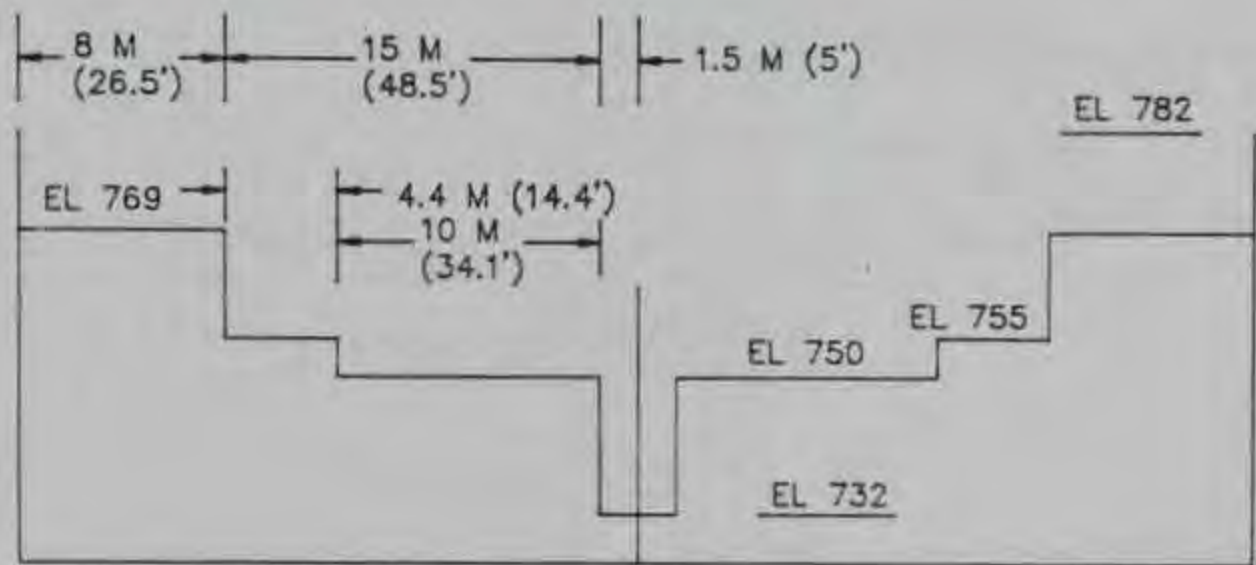 8 M
(26.5')
15 M
(48.5')
1.5 M (5')
EL 782
EL 769
4.4 M (14.4')
10 M
(34.1')
EL 755
EL 750
EL 732